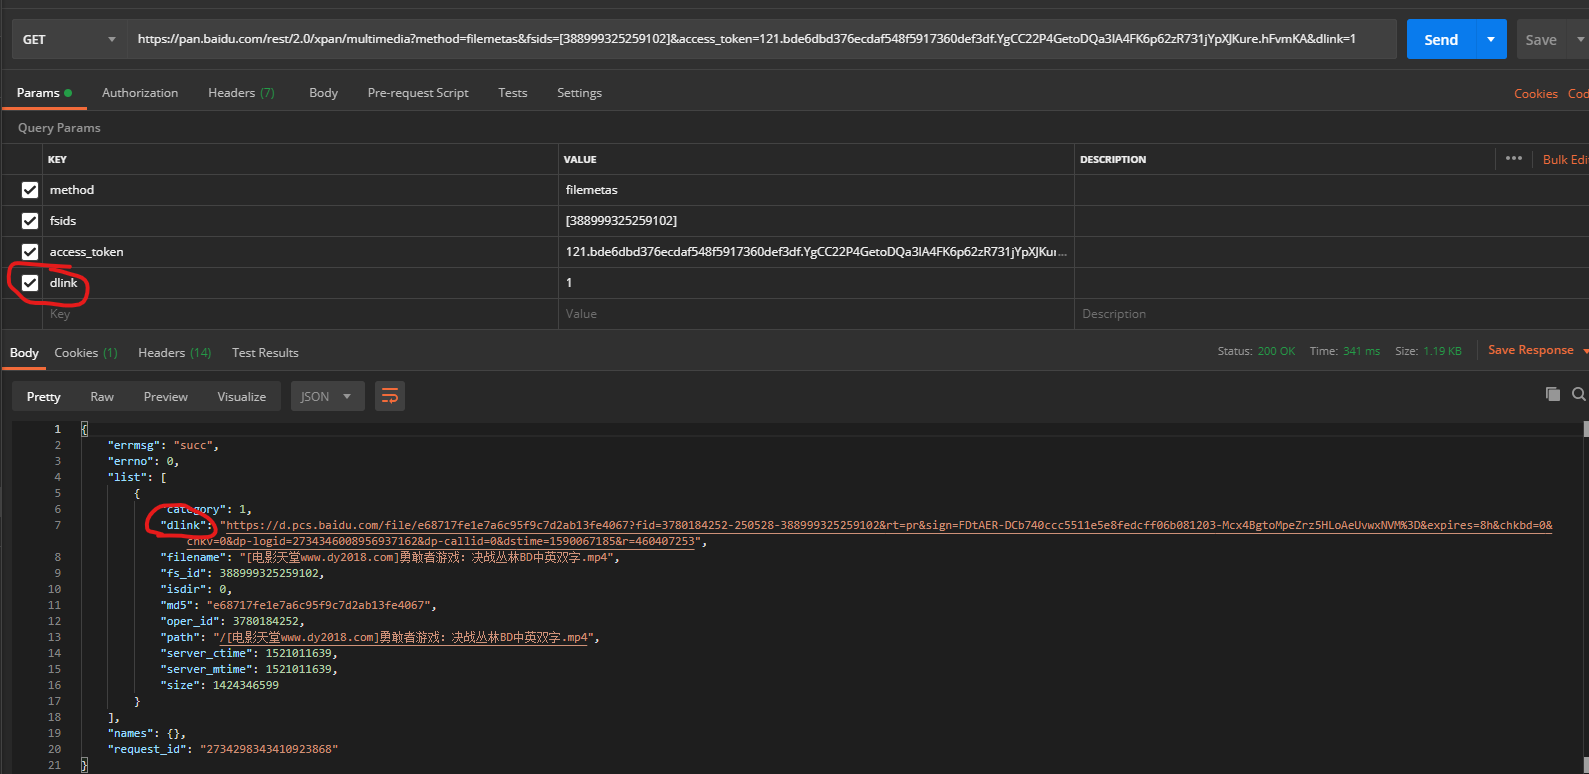 GET https://pan.baidu.com/rest/2.0/xpan/multimedia?method=filemetas&fsids=[388999325259102]&access_token=121.bde6dbd376ecdaf548f5917360def3df.YgCC22P4GetoDQa3IA4FK6p62zR731jYpXJKure.hFvmKA&dlink=1 Send Save
Params Authorization Headers (7) Body Pre-request Script Tests Settings Cookies Cod
Query Params
KEY VALUE DESCRIPTION ••• Bulk Edi
method filemetas
fsids [388999325259102]
access_token 121.bde6dbd376ecdaf548f5917360def3df.YgCC22P4GetoDQa3IA4FK6p62zR731jYpXJKur...
dlink 1
Key Value Description
Body Cookies (1) Headers (14) Test Results Status: 200 OK Time: 341 ms Size: 1.19 KB Save Response
Pretty Raw Preview Visualize JSON
1 {
2 "errmsg": "succ",
3 "errno": 0,
4 "list": [
5 {
6 "category": 1,
7 "dlink": "https://d.pcs.baidu.com/file/e68717fe1e7a6c95f9c7d2ab13fe4067?fid=3780184252-250528-388999325259102&rt=pr&sign=FDtAER-DCb740ccc5511e5e8fedcff06b081203-Mcx4BgtoMpeZrz5HLoAeUvwxNVM%3D&expires=8h&chkbd=0&
chkv=0&dp-logid=2734346008956937162&dp-callid=0&dstime=1590067185&r=460407253",
8 "filename": "[电影天堂www.dy2018.com]勇敢者游戏：决战丛林BD中英双字.mp4",
9 "fs_id": 388999325259102,
10 "isdir": 0,
11 "md5": "e68717fe1e7a6c95f9c7d2ab13fe4067",
12 "oper_id": 3780184252,
13 "path": "/[电影天堂www.dy2018.com]勇敢者游戏：决战丛林BD中英双字.mp4",
14 "server_ctime": 1521011639,
15 "server_mtime": 1521011639,
16 "size": 1424346599
17 }
18 ],
19 "names": {},
20 "request_id": "2734298343410923868"
21 }